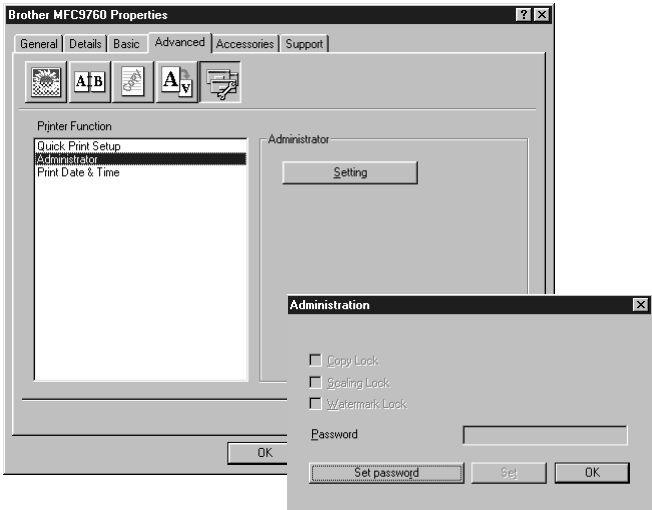 Brother MFC9760 Properties
General Details Basic Advanced Accessories Support
A B Copy A A
Printer Function
Quick Print Setup
Administrator
Print Date & Time
Administrator
Setting
OK
Administration
Copy Lock
Scaling Lock
Watermark Lock
Password
Set password Set OK